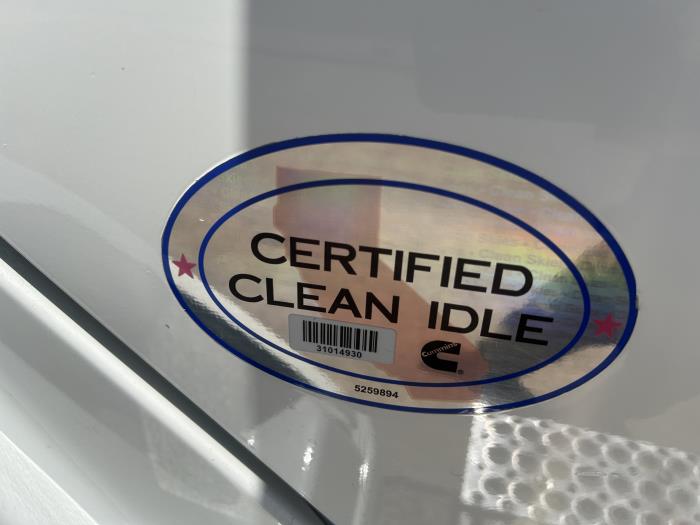 CERTIFIED
CLEAN IDLE
31014930
Cummins
5259894